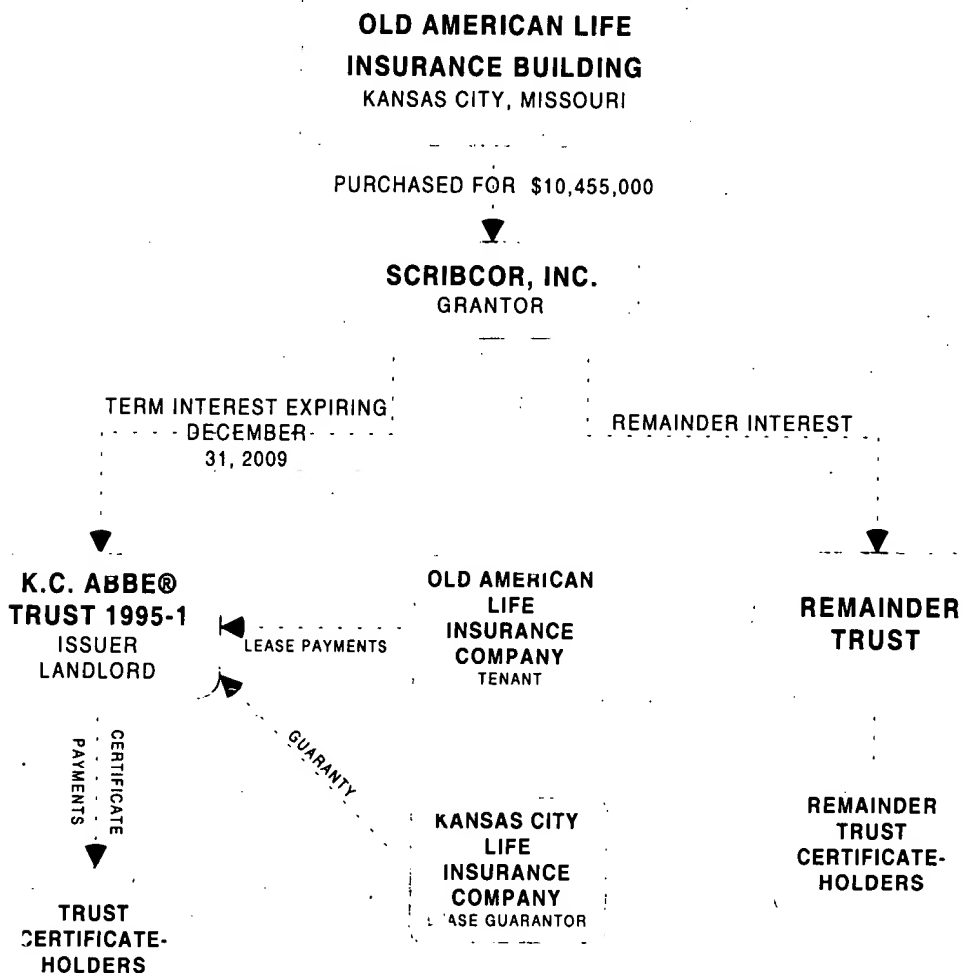 OLD AMERICAN LIFE
INSURANCE BUILDING
KANSAS CITY, MISSOURI
PURCHASED FOR $10,455,000
SCRIBCOR, INC.
GRANTOR
TERM INTEREST EXPIRING
DECEMBER
31, 2009
REMAINDER INTEREST
K.C. ABBE®
TRUST 1995-1
ISSUER
LANDLORD
LEASE PAYMENTS
OLD AMERICAN
LIFE
INSURANCE
COMPANY
TENANT
REMAINDER
TRUST
CERTIFICATE
PAYMENTS
GUARANTY
KANSAS CITY
LIFE
INSURANCE
COMPANY
GUARANTOR
REMAINDER
TRUST
CERTIFICATE-
HOLDERS
TRUST
CERTIFICATE-
HOLDERS